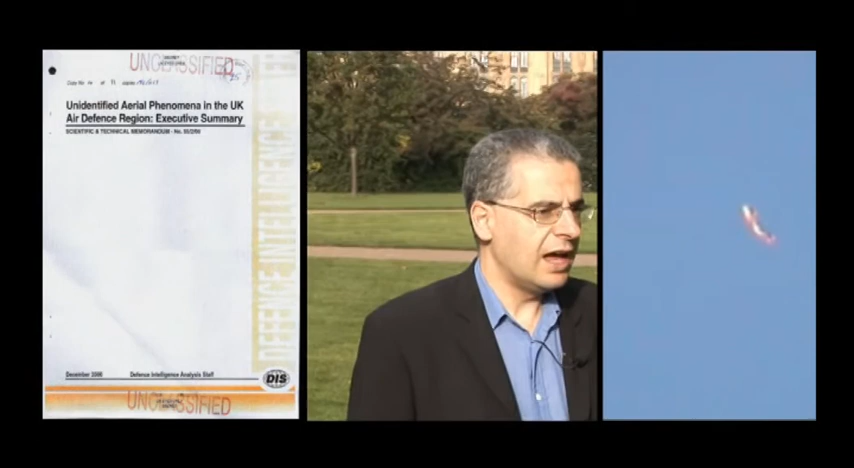 UNCLASSIFIED
Unidentified Aerial Phenomena in the UK
Air Defence Region: Executive Summary
SCIENTIFIC & TECHNICAL MEMORANDUM - No. 55/2/00
DEFENCE INTELLIGENCE
December 2000
Defence Intelligence Analysis Staff
DIS
UNCLASSIFIED